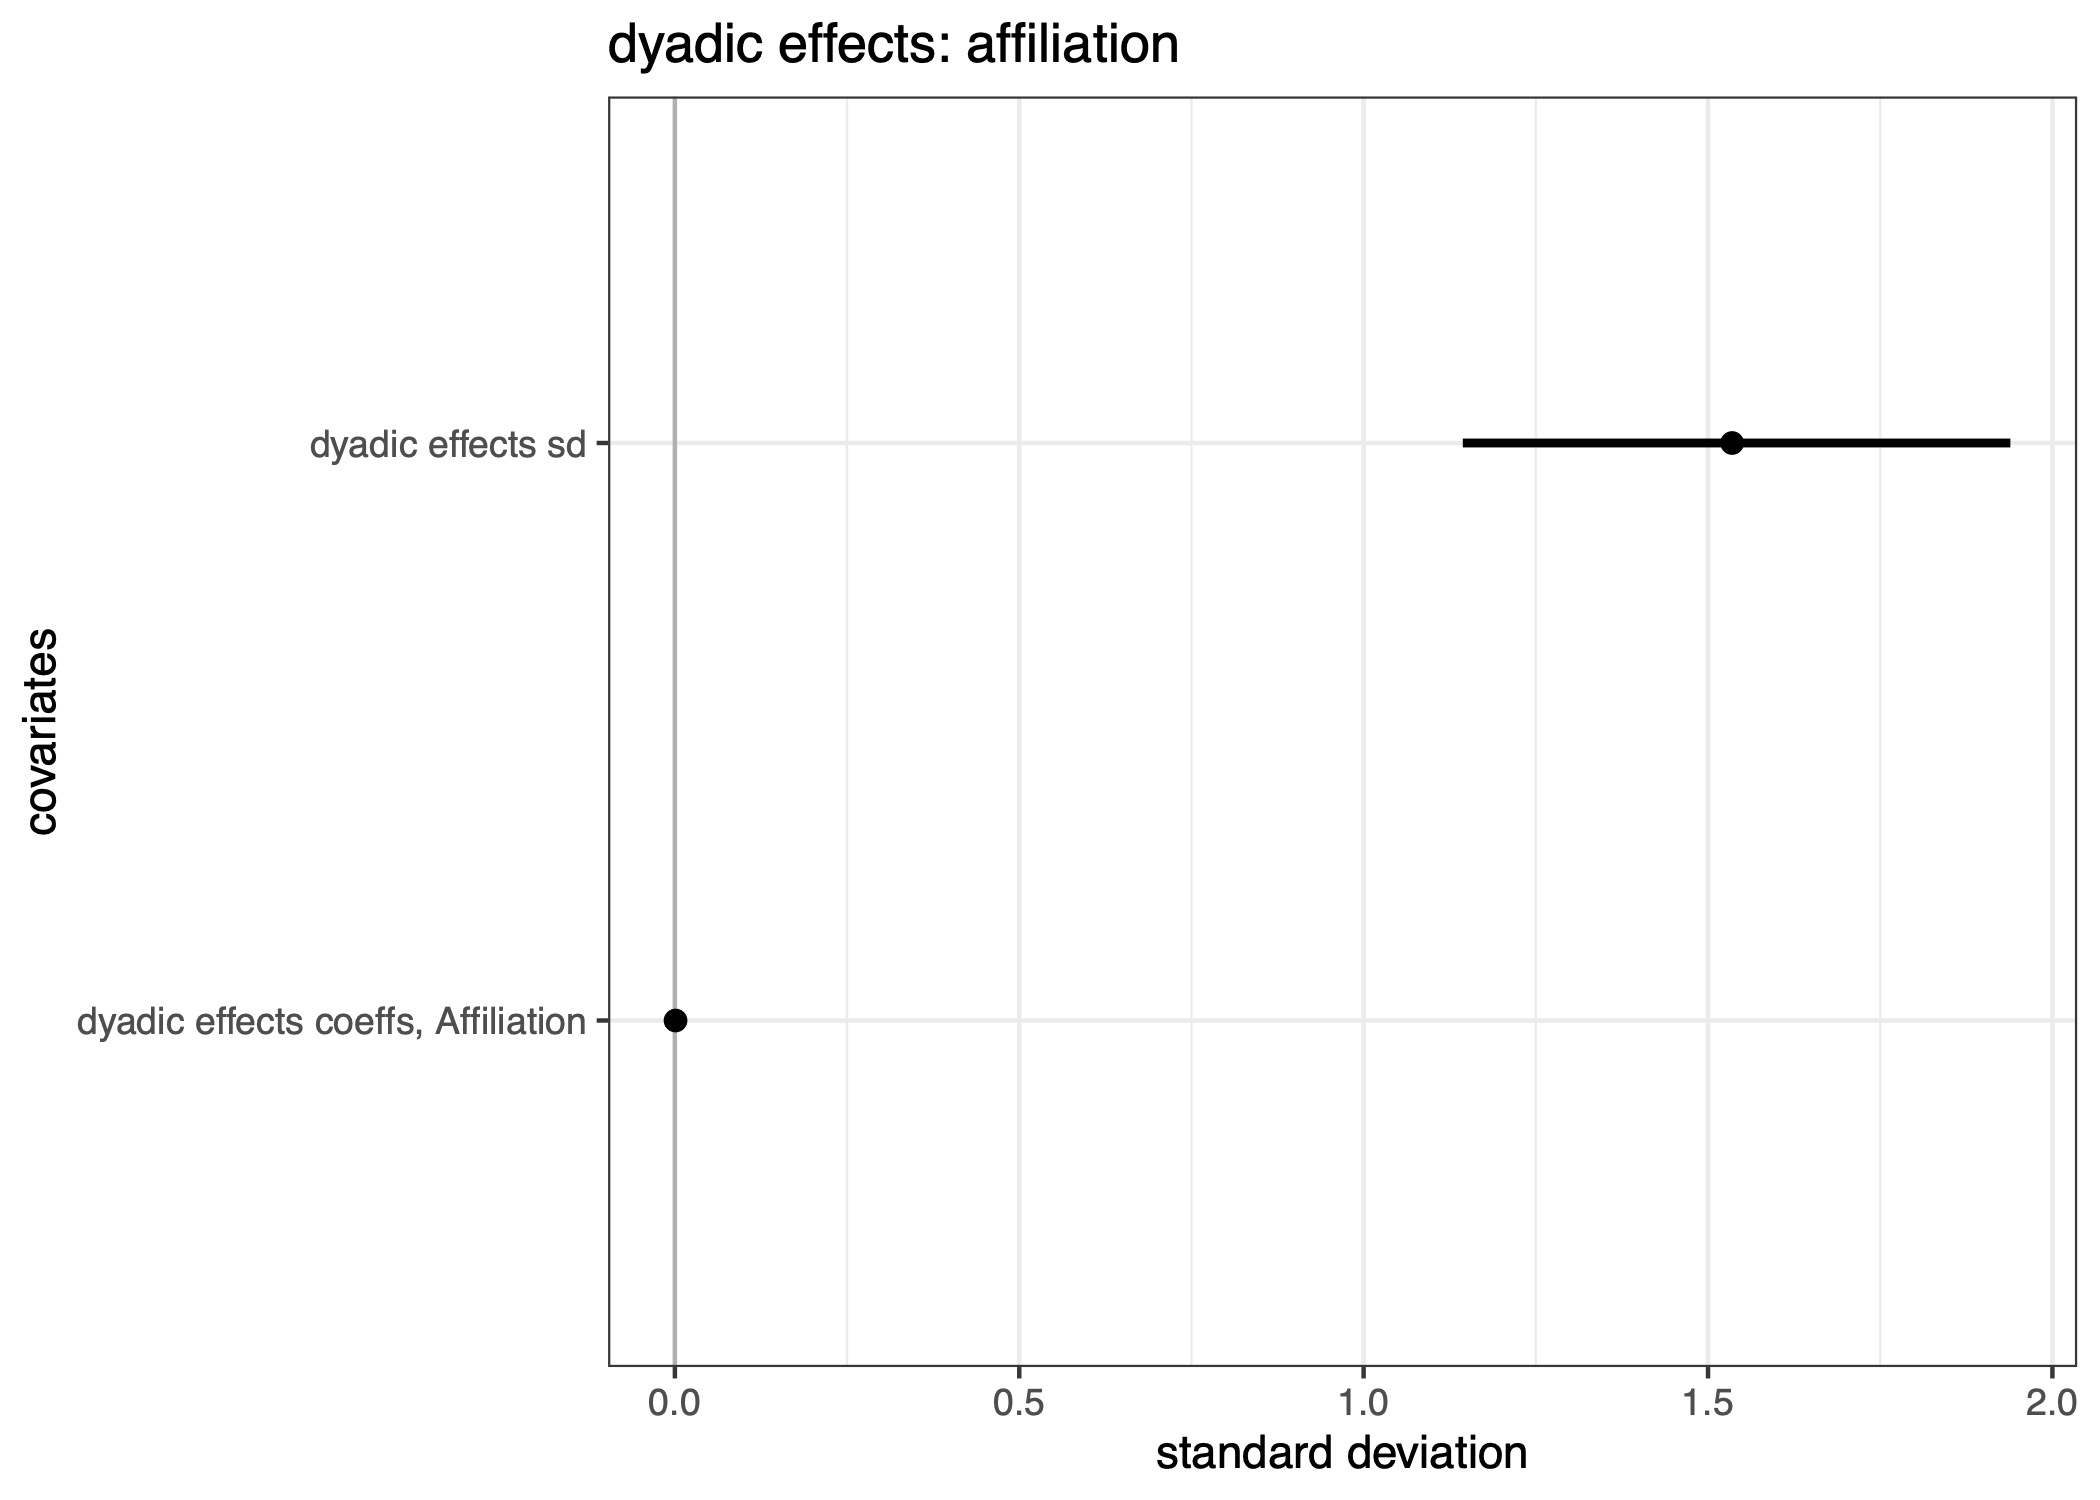 dyadic effects: affiliation
covariates
dyadic effects sd
dyadic effects coeffs, Affiliation
0.0 0.5 1.0 1.5 2.0
standard deviation